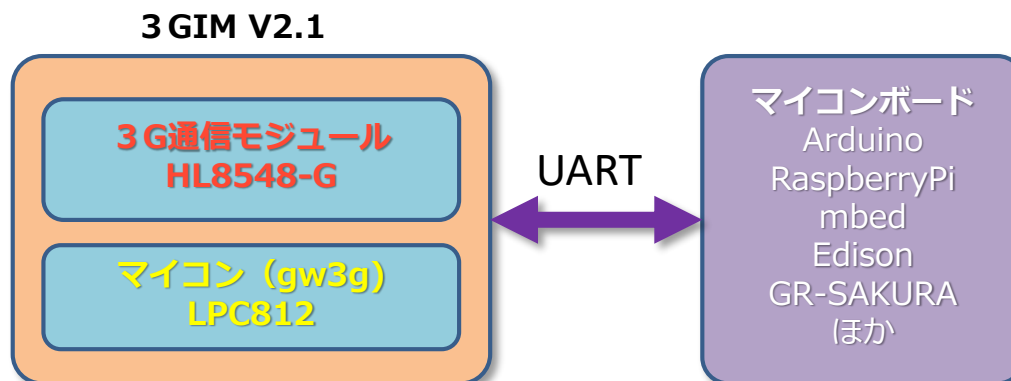 ３GIM V2.1
３G通信モジュール
HL8548-G
マイコン（gw3g)
LPC812
UART
マイコンボード
Arduino
RaspberryPi
mbed
Edison
GR-SAKURA
ほか